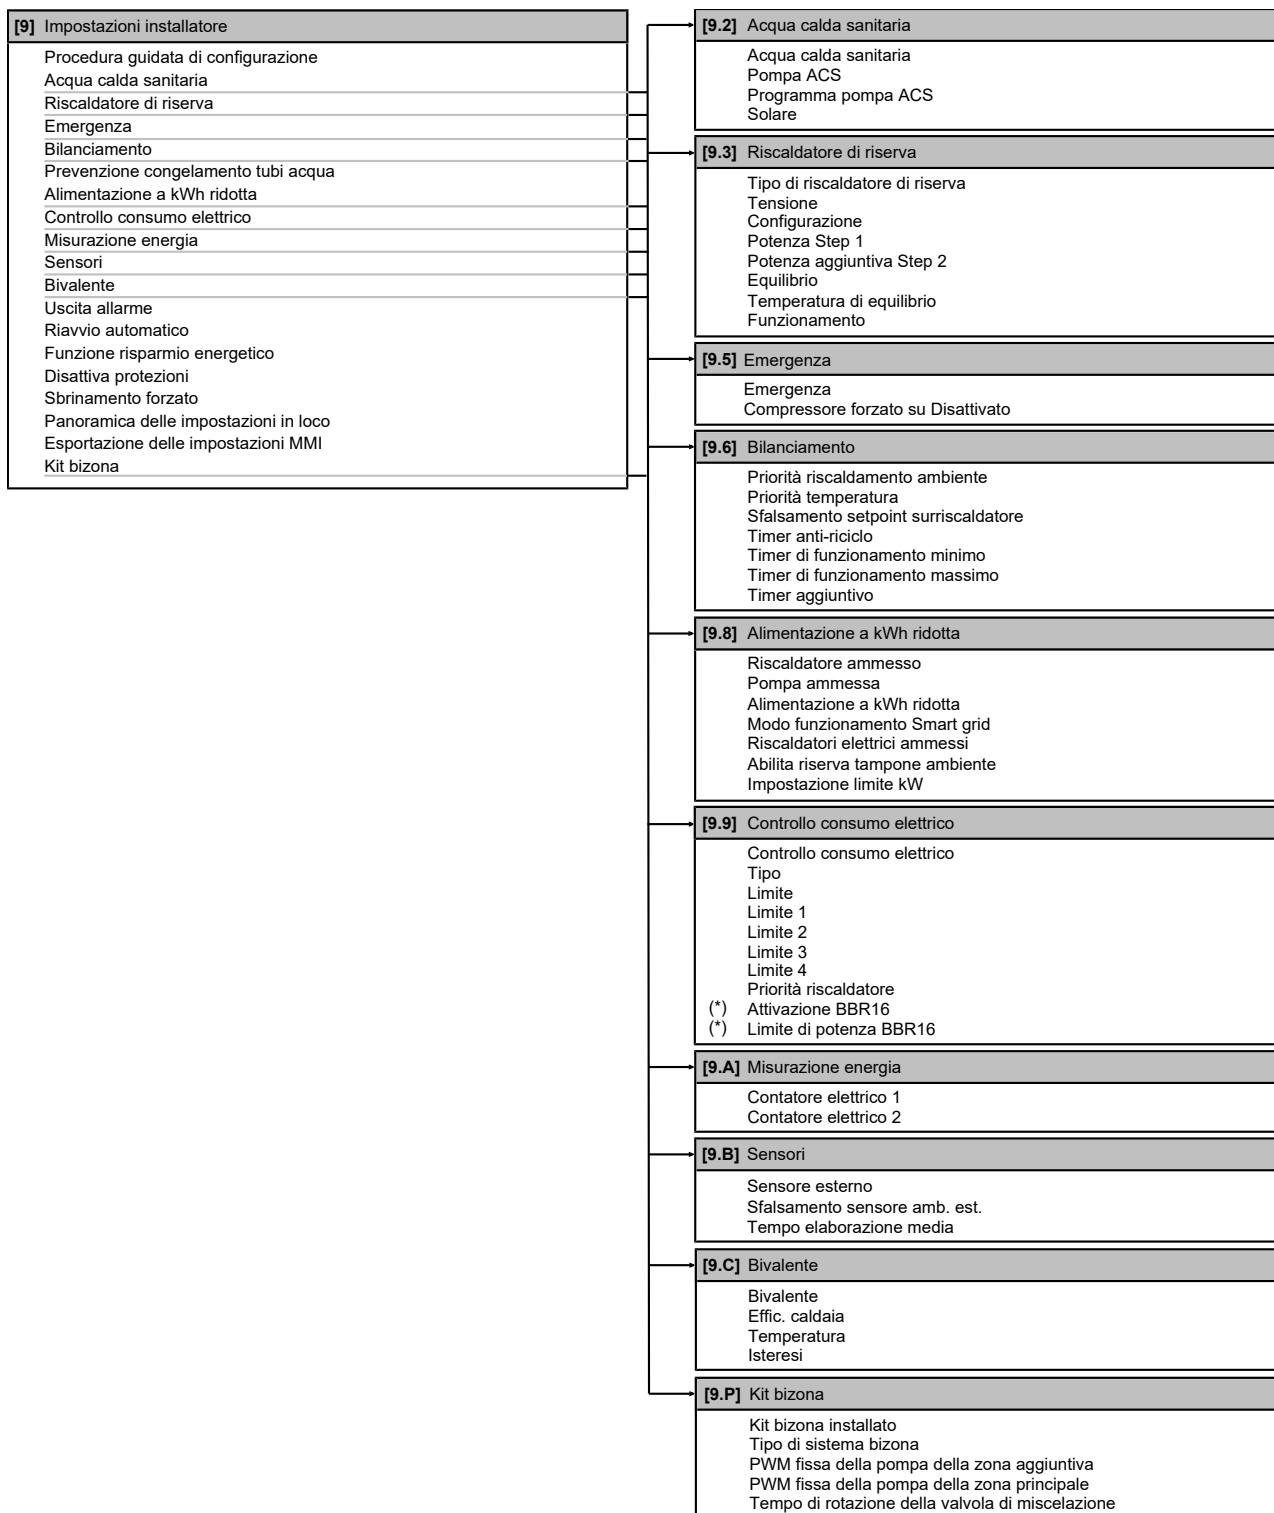 [9] Impostazioni installatore
Procedura guidata di configurazione
Acqua calda sanitaria
Riscaldatore di riserva
Emergenza
Bilanciamento
Prevenzione congelamento tubi acqua
Alimentazione a kWh ridotta
Controllo consumo elettrico
Misurazione energia
Sensori
Bivalente
Uscita allarme
Riavvio automatico
Funzione risparmio energetico
Disattiva protezioni
Sbrinamento forzato
Panoramica delle impostazioni in loco
Esportazione delle impostazioni MMI
Kit bizona
[9.2] Acqua calda sanitaria
Acqua calda sanitaria
Pompa ACS
Programma pompa ACS
Solare
[9.3] Riscaldatore di riserva
Tipo di riscaldatore di riserva
Tensione
Configurazione
Potenza Step 1
Potenza aggiuntiva Step 2
Equilibrio
Temperatura di equilibrio
Funzionamento
[9.5] Emergenza
Emergenza
Compressore forzato su Disattivato
[9.6] Bilanciamento
Priorità riscaldamento ambiente
Priorità temperatura
Sfalsamento setpoint surriscaldatore
Timer anti-riciclo
Timer di funzionamento minimo
Timer di funzionamento massimo
Timer aggiuntivo
[9.8] Alimentazione a kWh ridotta
Riscaldatore ammesso
Pompa ammessa
Alimentazione a kWh ridotta
Modo funzionamento Smart grid
Riscaldatori elettrici ammessi
Abilita riserva tampone ambiente
Impostazione limite kW
[9.9] Controllo consumo elettrico
Controllo consumo elettrico
Tipo
Limite
Limite 1
Limite 2
Limite 3
Limite 4
Priorità riscaldatore
(*) Attivazione BBR16
(*) Limite di potenza BBR16
[9.A] Misurazione energia
Contatore elettrico 1
Contatore elettrico 2
[9.B] Sensori
Sensore esterno
Sfalsamento sensore amb. est.
Tempo elaborazione media
[9.C] Bivalente
Bivalente
Effic. caldaia
Temperatura
Isteresi
[9.P] Kit bizona
Kit bizona installato
Tipo di sistema bizona
PWM fissa della pompa della zona aggiuntiva
PWM fissa della pompa della zona principale
Tempo di rotazione della valvola di miscelazione